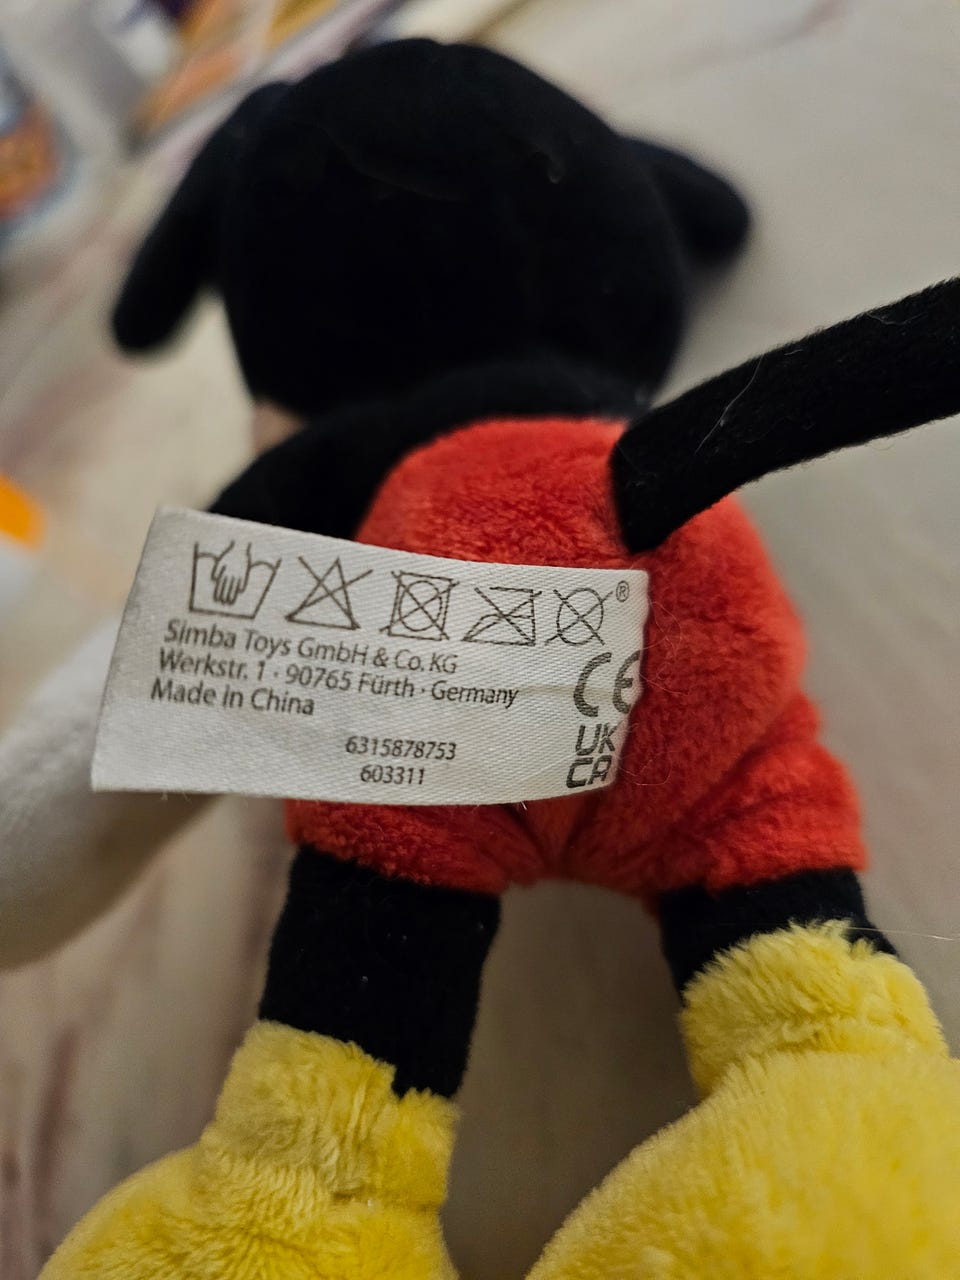 ®
Simba Toys GmbH & Co. KG
Werkstr. 1 · 90765 Fürth · Germany
Made in China
CE
UK
CA
6315878753
603311